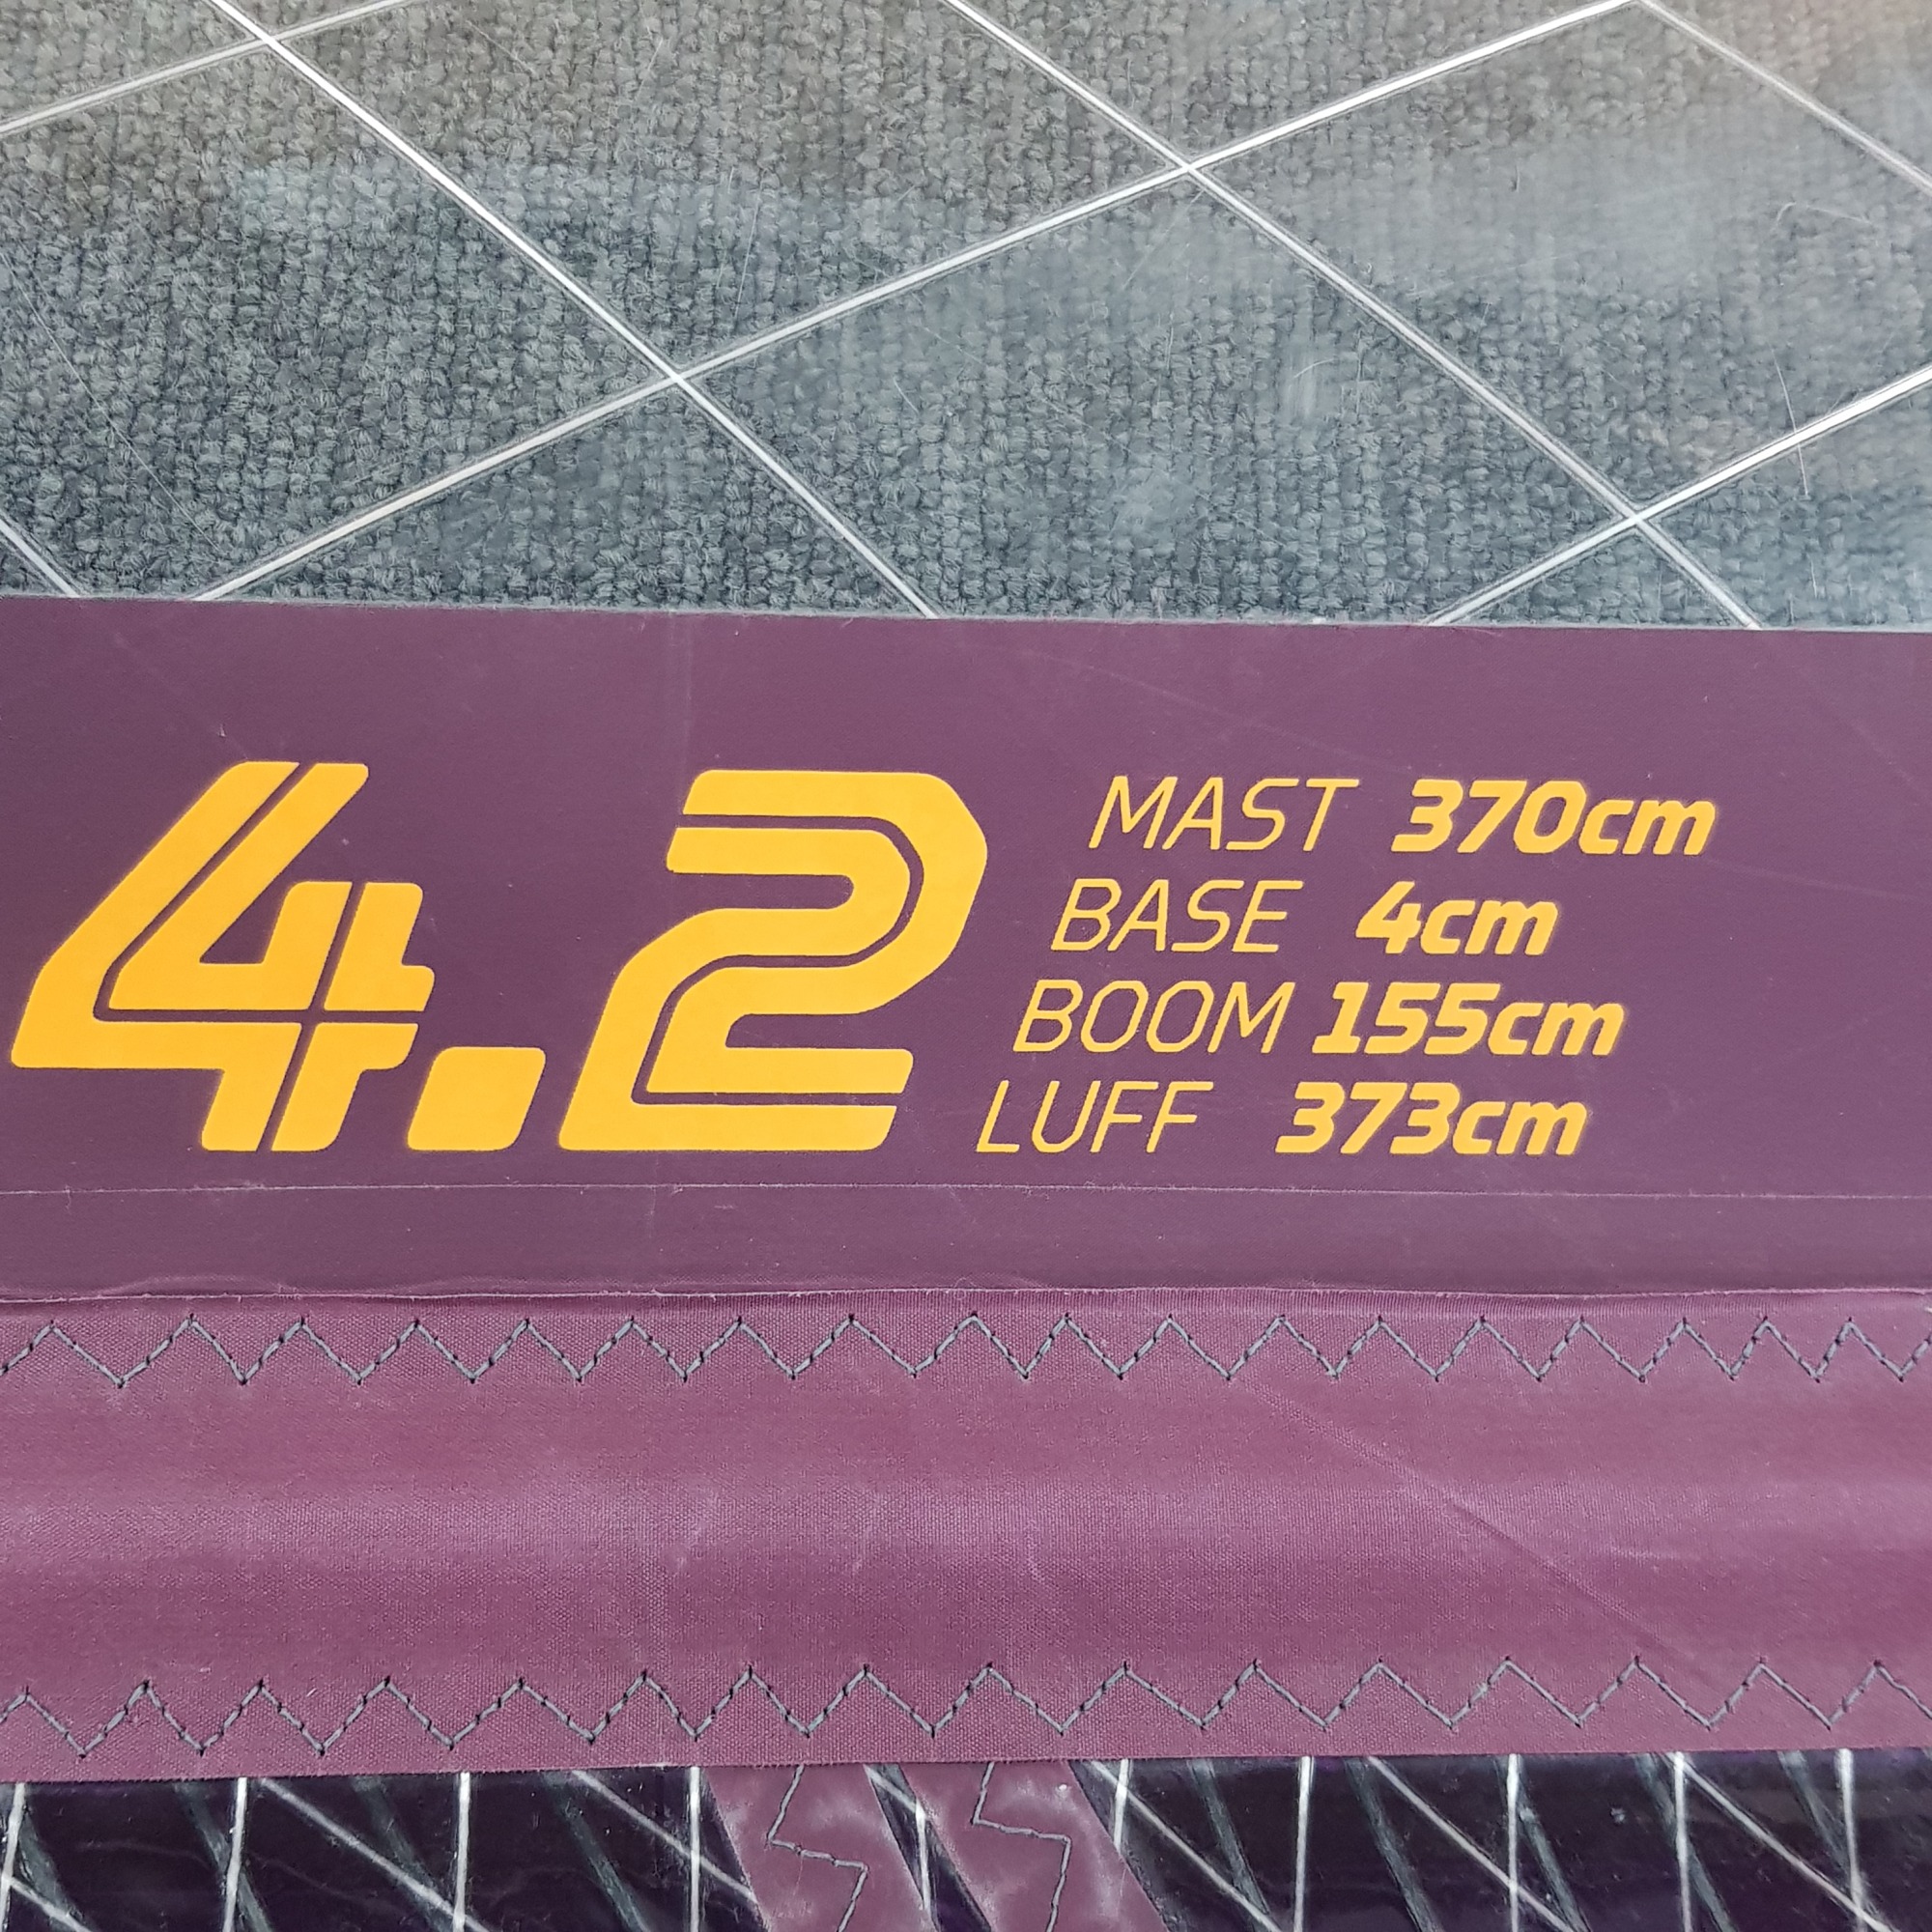 4.2
MAST 370cm
BASE 4cm
BOOM 155cm
LUFF 373cm